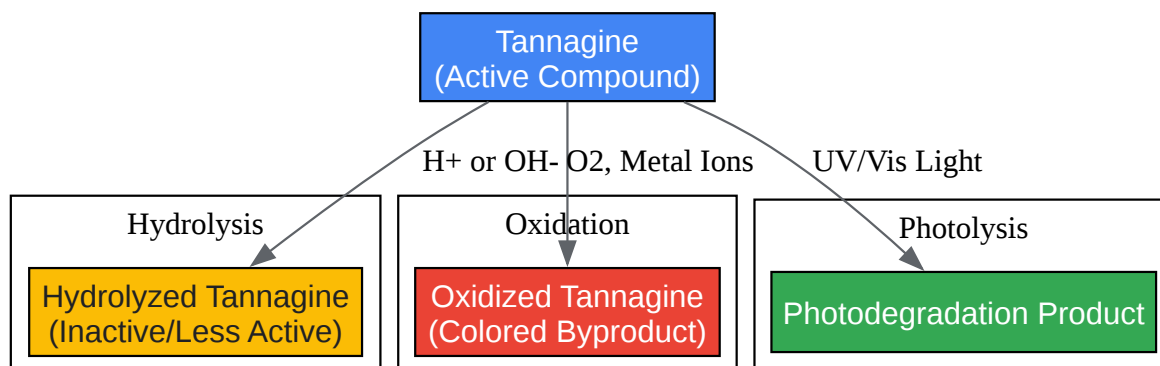 Tannagine
(Active Compound)
H+ or OH- O2, Metal Ions UV/Vis Light
Hydrolysis Oxidation Photolysis
Hydrolyzed Tannagine Oxidized Tannagine Photodegradation Product
(Inactive/Less Active) (Colored Byproduct)